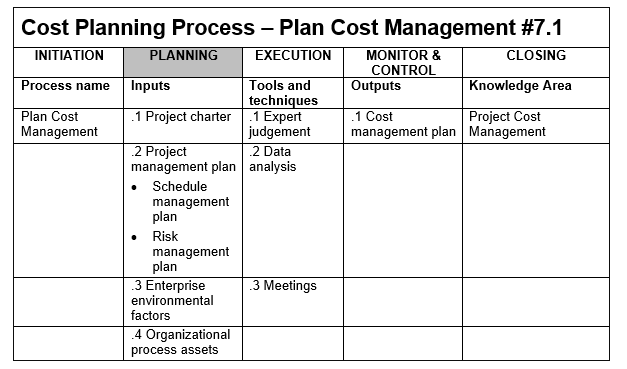 Cost Planning Process – Plan Cost Management #7.1
INITIATION PLANNING EXECUTION MONITOR & CONTROL CLOSING
Process name Inputs Tools and techniques Outputs Knowledge Area
Plan Cost Management .1 Project charter .1 Expert judgement .1 Cost management plan Project Cost Management
.2 Project management plan .2 Data analysis
• Schedule management plan
• Risk management plan
.3 Enterprise environmental factors .3 Meetings
.4 Organizational process assets